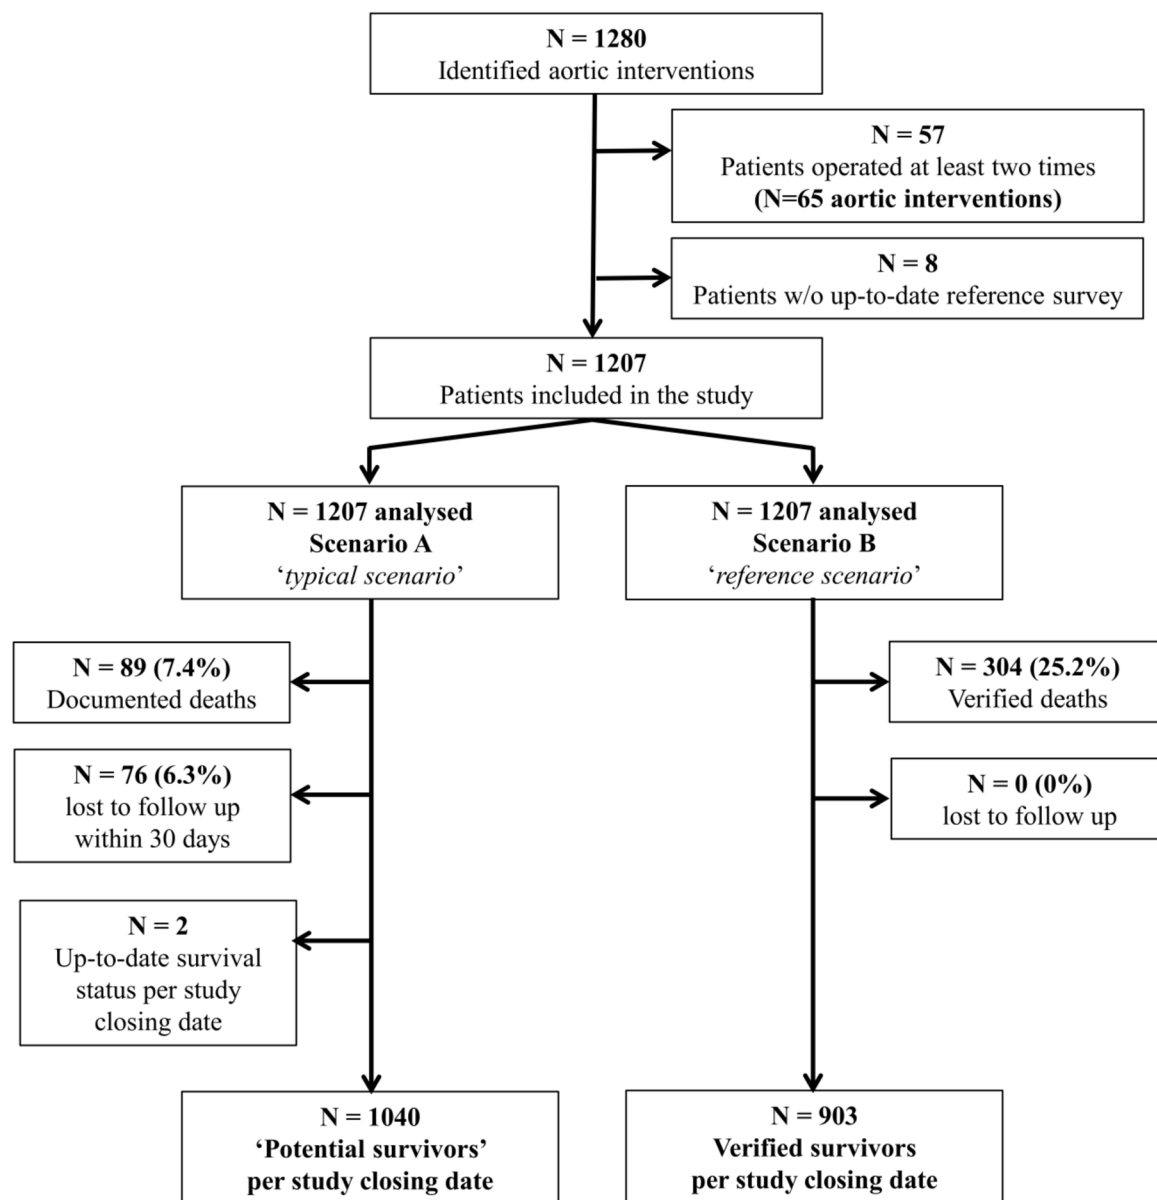 N = 1280
Identified aortic interventions
N = 57
Patients operated at least two times
(N=65 aortic interventions)
N = 8
Patients w/o up-to-date reference survey
N = 1207
Patients included in the study
N = 1207 analysed
Scenario A
‘typical scenario’
N = 1207 analysed
Scenario B
‘reference scenario’
N = 89 (7.4%)
Documented deaths
N = 304 (25.2%)
Verified deaths
N = 76 (6.3%)
lost to follow up
within 30 days
N = 0 (0%)
lost to follow up
N = 2
Up-to-date survival
status per study
closing date
N = 1040
‘Potential survivors’
per study closing date
N = 903
Verified survivors
per study closing date